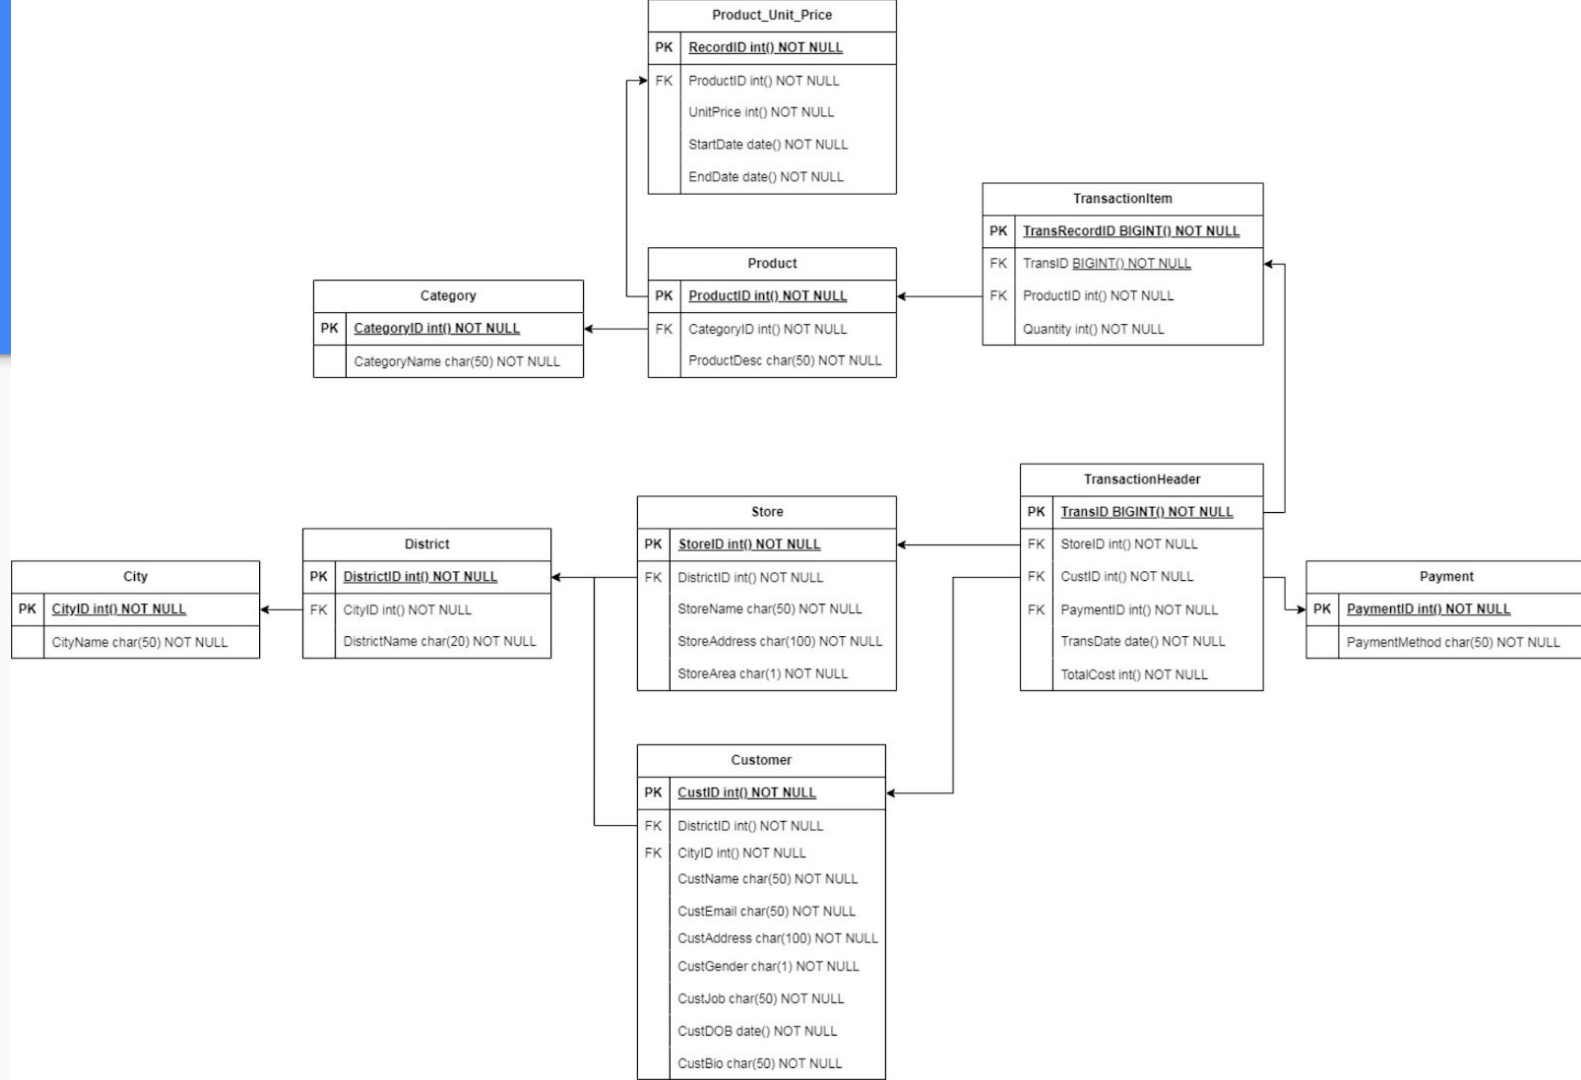 Product_Unit_Price
PK RecordID int() NOT NULL
FK ProductID int() NOT NULL
UnitPrice int() NOT NULL
StartDate date() NOT NULL
EndDate date() NOT NULL
TransactionItem
PK TransRecordID BIGINT() NOT NULL
FK TransID BIGINT() NOT NULL
FK ProductID int() NOT NULL
Quantity int() NOT NULL
Product
PK ProductID int() NOT NULL
FK CategoryID int() NOT NULL
ProductDesc char(50) NOT NULL
Category
PK CategoryID int() NOT NULL
CategoryName char(50) NOT NULL
TransactionHeader
PK TransID BIGINT() NOT NULL
FK StoreID int() NOT NULL
FK CustID int() NOT NULL
FK PaymentID int() NOT NULL
TransDate date() NOT NULL
TotalCost int() NOT NULL
Store
PK StoreID int() NOT NULL
FK DistrictID int() NOT NULL
StoreName char(50) NOT NULL
StoreAddress char(100) NOT NULL
StoreArea char(1) NOT NULL
District
PK DistrictID int() NOT NULL
FK CityID int() NOT NULL
DistrictName char(20) NOT NULL
City
PK CityID int() NOT NULL
CityName char(50) NOT NULL
Payment
PK PaymentID int() NOT NULL
PaymentMethod char(50) NOT NULL
Customer
PK CustID int() NOT NULL
FK DistrictID int() NOT NULL
FK CityID int() NOT NULL
CustName char(50) NOT NULL
CustEmail char(50) NOT NULL
CustAddress char(100) NOT NULL
CustGender char(1) NOT NULL
CustJob char(50) NOT NULL
CustDOB date() NOT NULL
CustBio char(50) NOT NULL